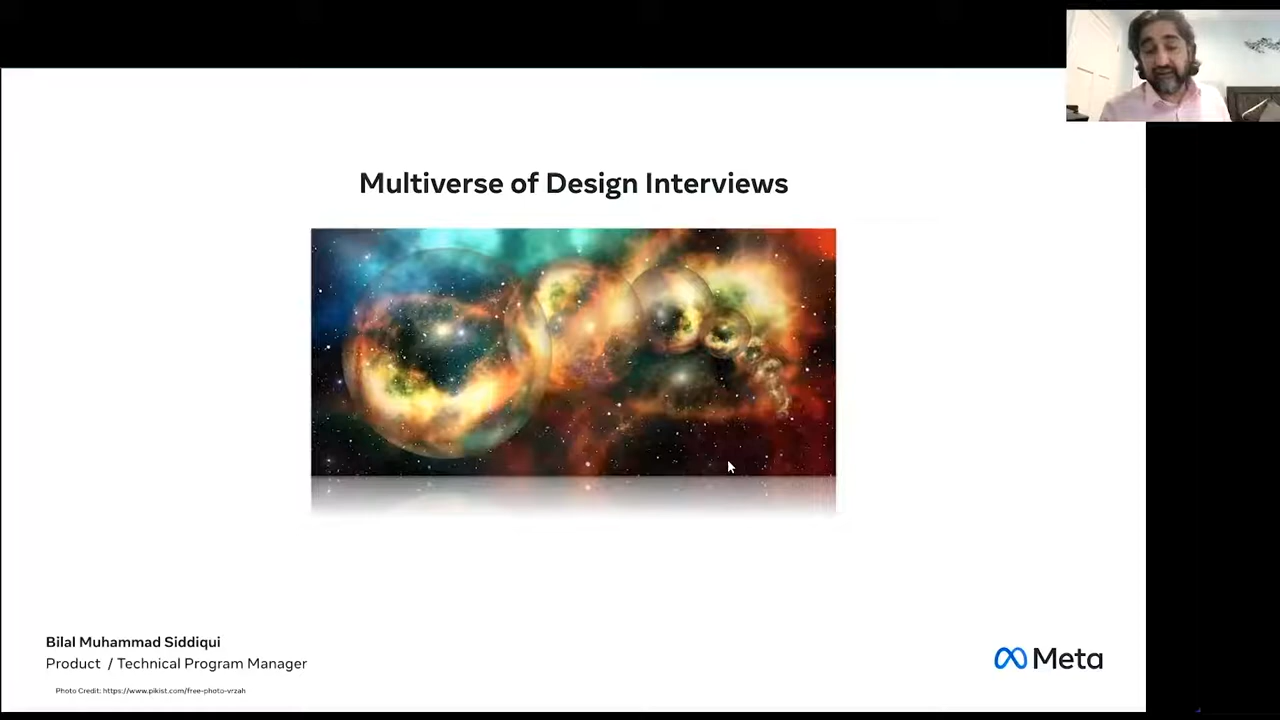 Multiverse of Design Interviews
Bilal Muhammad Siddiqui
Product / Technical Program Manager
Photo Credit: https://www.pikist.com/free-photo-vrzah
Meta